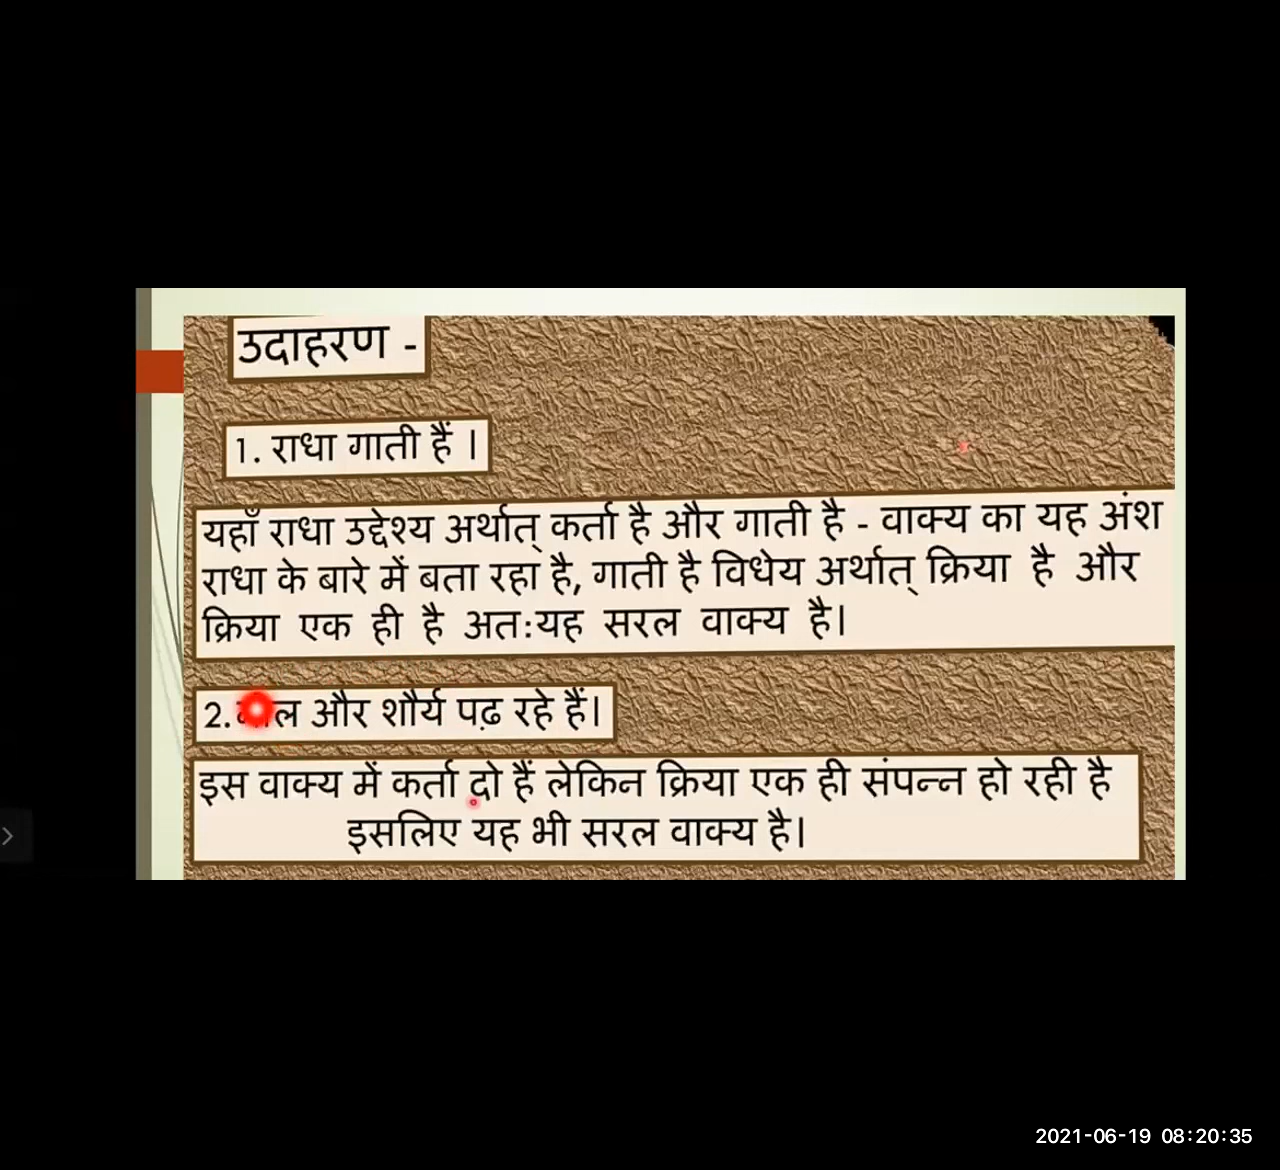 उदाहरण -
1. राधा गाती हैं ।
यहाँ राधा उद्देश्य अर्थात् कर्ता है और गाती है - वाक्य का यह अंश
राधा के बारे में बता रहा है, गाती है विधेय अर्थात् क्रिया है और
क्रिया एक ही है अतःयह सरल वाक्य है।
2. और शौर्य पढ़ रहे हैं।
इस वाक्य में कर्ता दो हैं लेकिन क्रिया एक ही संपन्न हो रही है
इसलिए यह भी सरल वाक्य है।
2021-06-19 08:20:35